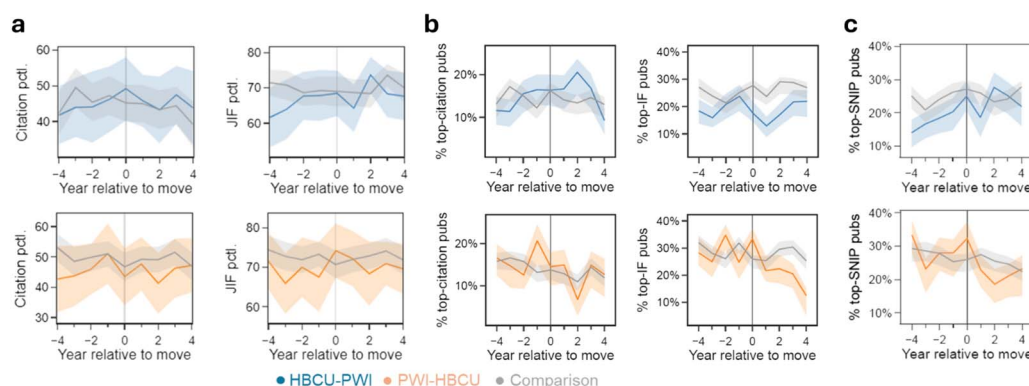 a
b
c
Citation pctl.
60
50
40
−4 −2 0 2 4
Year relative to move
JIF pctl.
80
70
60
−4 −2 0 2 4
Year relative to move
% top-citation pubs
20%
10%
−4 −2 0 2 4
Year relative to move
% top-IF pubs
40%
30%
20%
10%
−4 −2 0 2 4
Year relative to move
% top-SNIP pubs
40%
30%
20%
10%
−4 −2 0 2 4
Year relative to move
Citation pctl.
60
50
40
30
−4 −2 0 2 4
Year relative to move
JIF pctl.
80
70
60
−4 −2 0 2 4
Year relative to move
% top-citation pubs
20%
10%
−4 −2 0 2 4
Year relative to move
% top-IF pubs
40%
30%
20%
10%
−4 −2 0 2 4
Year relative to move
% top-SNIP pubs
40%
30%
20%
10%
−4 −2 0 2 4
Year relative to move
HBCU-PWI PWI-HBCU Comparison